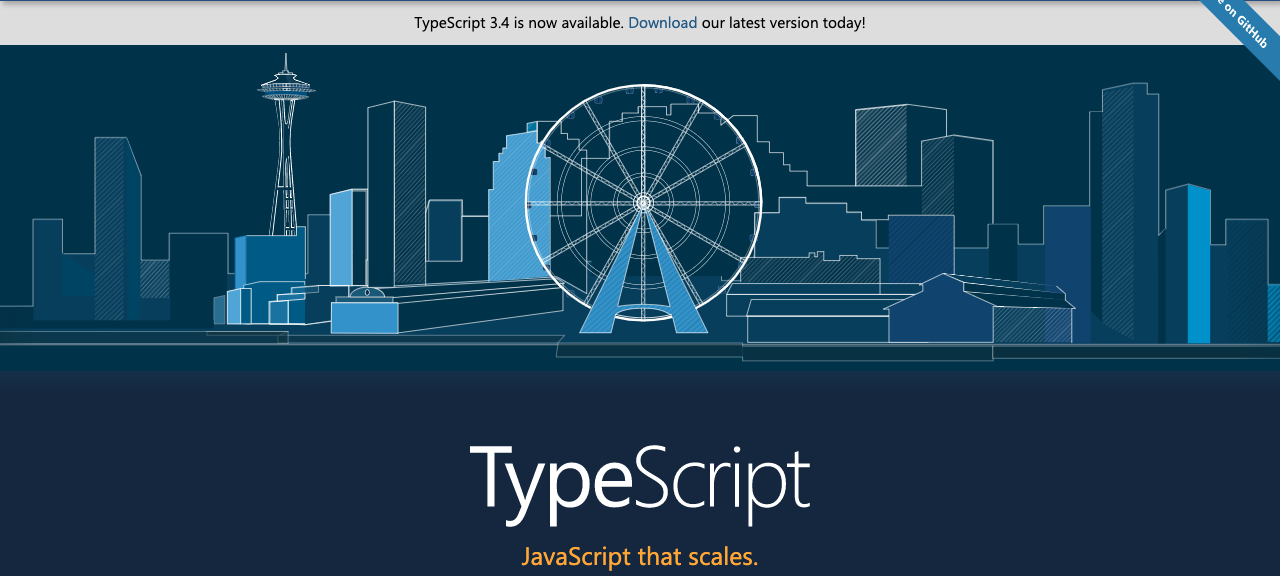 TypeScript 3.4 is now available. Download our latest version today!
on GitHub
TypeScript
JavaScript that scales.